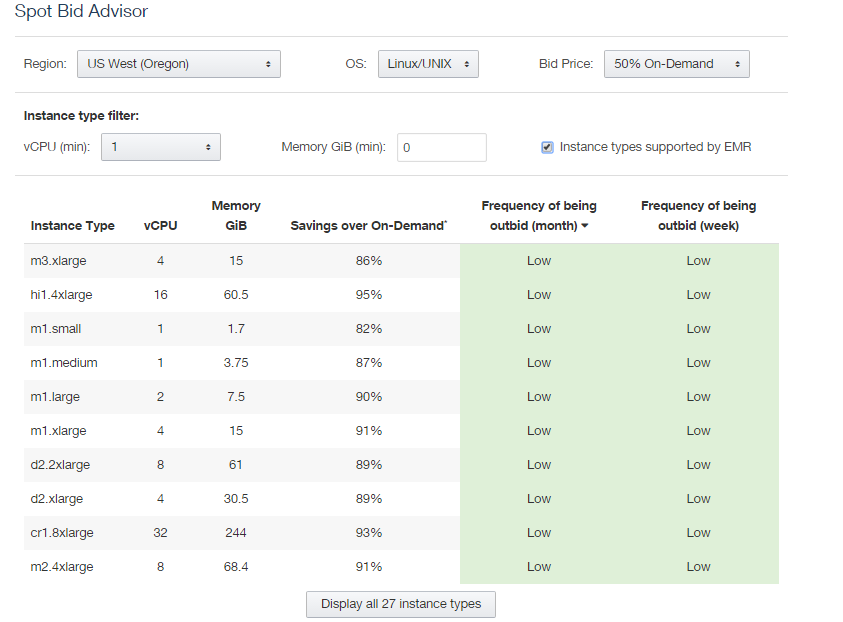 Spot Bid Advisor
Region: US West (Oregon) OS: Linux/UNIX Bid Price: 50% On-Demand
Instance type filter:
vCPU (min): 1 Memory GiB (min): 0 Instance types supported by EMR
Instance Type vCPU Memory GiB Savings over On-Demand* Frequency of being outbid (month) Frequency of being outbid (week)
m3.xlarge 4 15 86% Low Low
hi1.4xlarge 16 60.5 95% Low Low
m1.small 1 1.7 82% Low Low
m1.medium 1 3.75 87% Low Low
m1.large 2 7.5 90% Low Low
m1.xlarge 4 15 91% Low Low
d2.2xlarge 8 61 89% Low Low
d2.xlarge 4 30.5 89% Low Low
cr1.8xlarge 32 244 93% Low Low
m2.4xlarge 8 68.4 91% Low Low
Display all 27 instance types